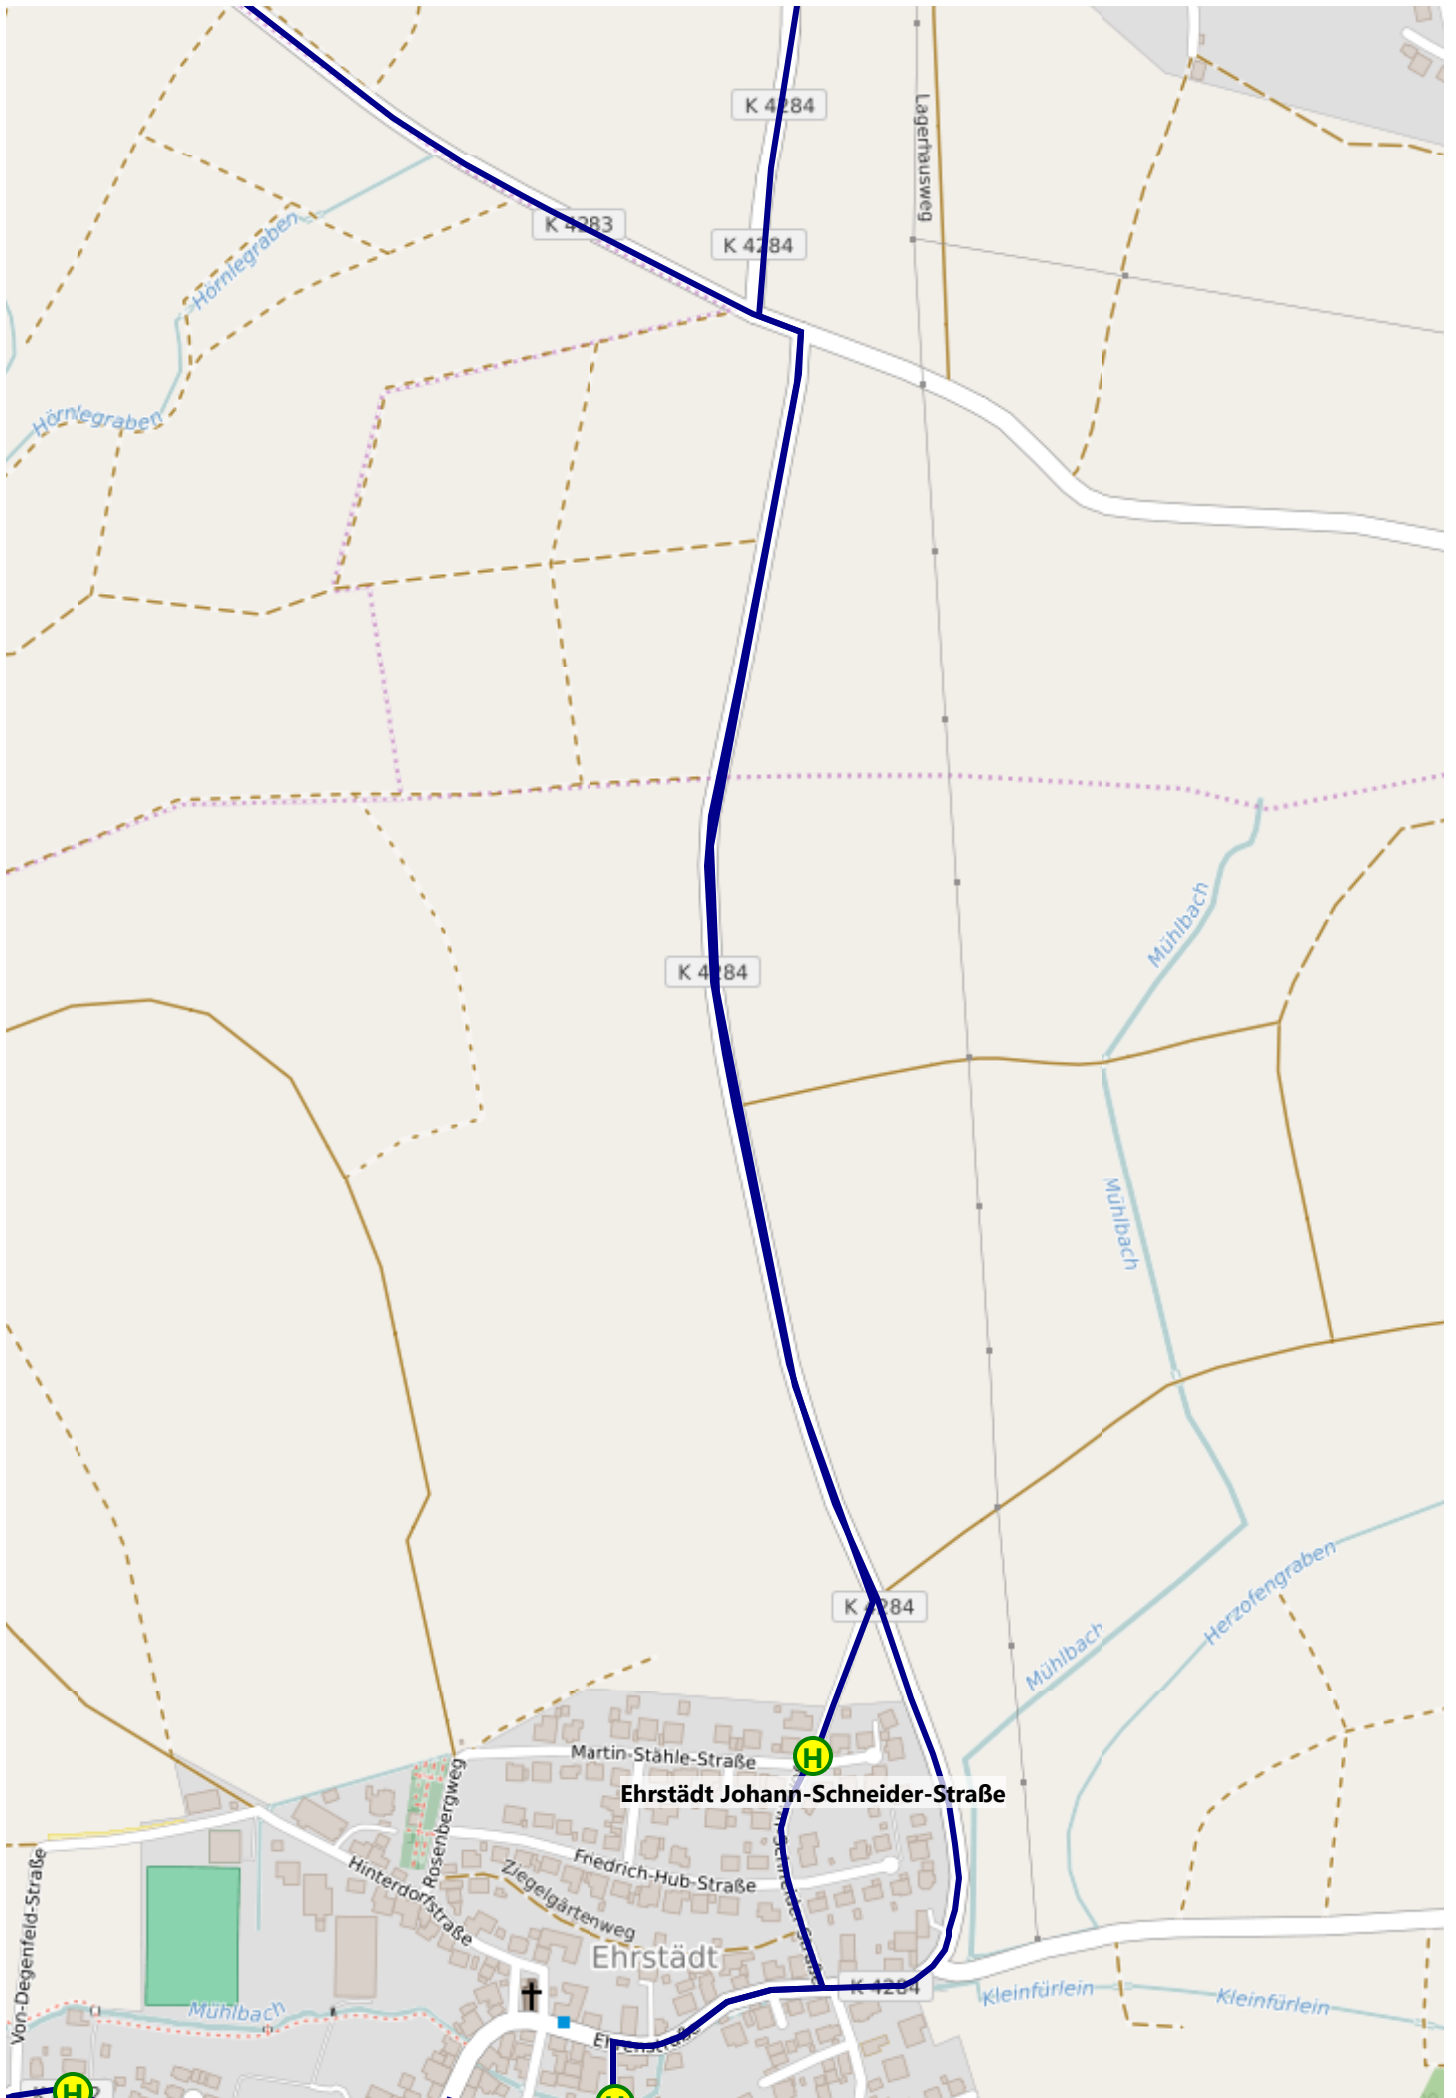 K 4284
Lagerhausweg
K 4283
K 4284
Hörnlegraben
Hörnlegraben
Mühlbach
K 4284
Mühlbach
Herzofengraben
K 4284
Mühlbach
H
Martin-Stähle-Straße
Ehrstädt Johann-Schneider-Straße
Rosenbergweg
Friedrich-Hub-Straße
Ziegelgärtenweg
Hinterdorfstraße
Von-Degenfeld-Straße
Ehrstädt
K 4284
Kleinfürlein
Kleinfürlein
Mühlbach
Ehrenstraße
H
H